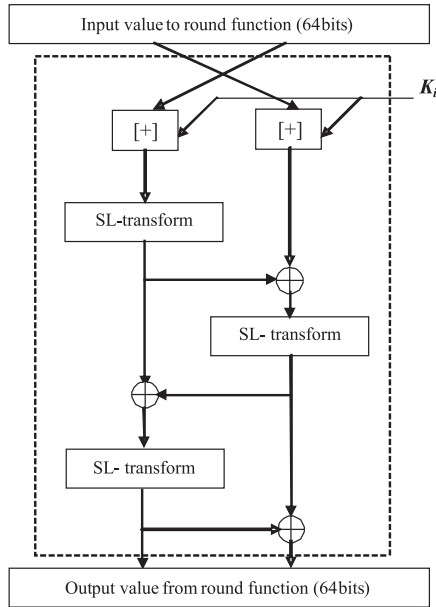 Input value to round function (64bits)
K_i
[+]
[+]
SL-transform
SL- transform
SL- transform
Output value from round function (64bits)